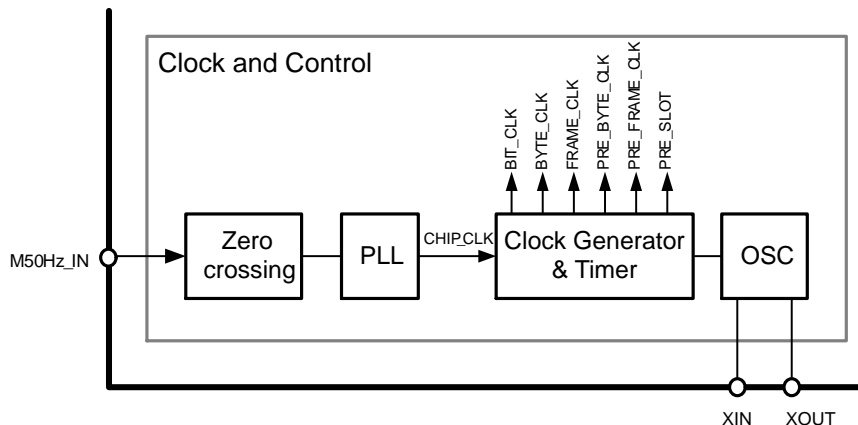 Clock and Control
BIT_CLK
BYTE_CLK
FRAME_CLK
PRE_BYTE_CLK
PRE_FRAME_CLK
PRE_SLOT
M50Hz_IN
Zero
crossing
PLL
CHIP_CLK
Clock Generator
& Timer
OSC
XIN
XOUT